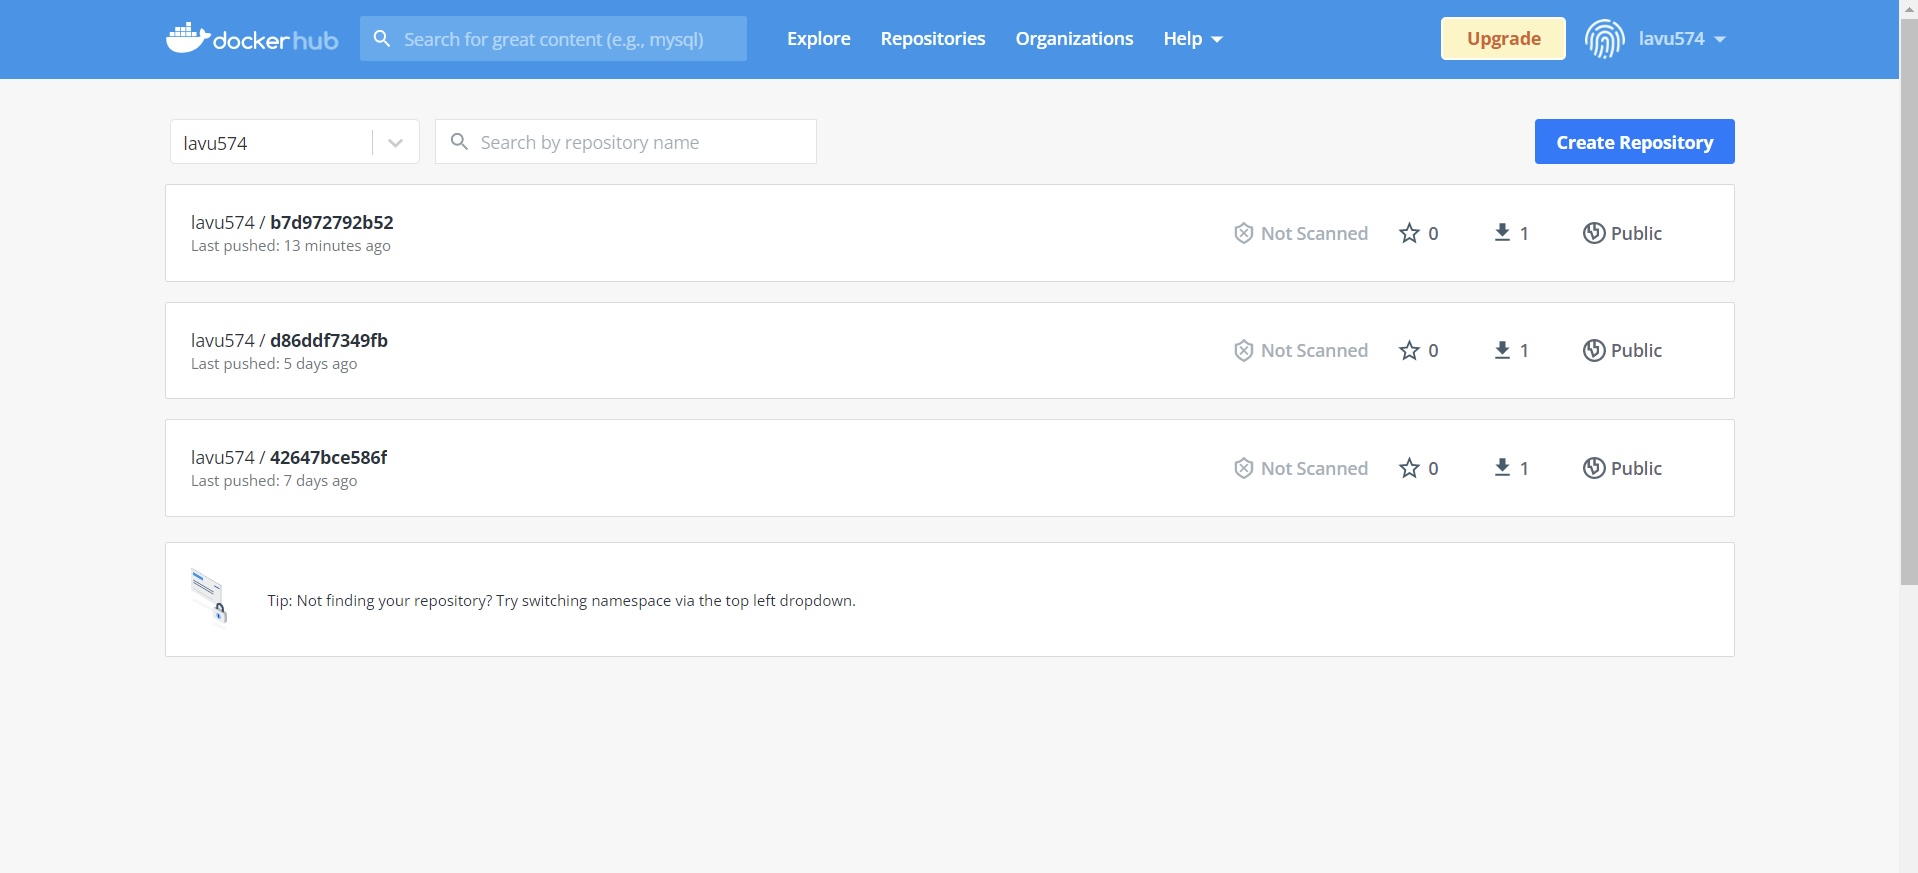 docker hub Search for great content (e.g., mysql) Explore Repositories Organizations Help Upgrade lavu574
lavu574 Search by repository name Create Repository
lavu574 / b7d972792b52 Not Scanned 0 1 Public
Last pushed: 13 minutes ago
lavu574 / d86ddf7349fb Not Scanned 0 1 Public
Last pushed: 5 days ago
lavu574 / 42647bce586f Not Scanned 0 1 Public
Last pushed: 7 days ago
Tip: Not finding your repository? Try switching namespace via the top left dropdown.